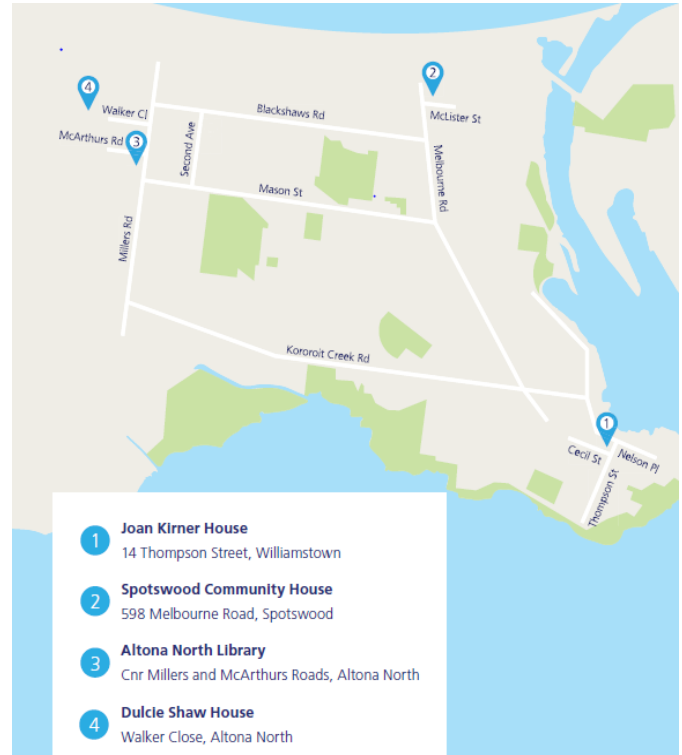 4
2
Walker Cl
Blackshaws Rd
McLister St
McArthurs Rd
3
Second Ave
Melbourne Rd
Mason St
Millers Rd
Kororoit Creek Rd
1
Cecil St
Nelson Pl
Thompson St
1
Joan Kirner House
14 Thompson Street, Williamstown
2
Spotswood Community House
598 Melbourne Road, Spotswood
3
Altona North Library
Cnr Millers and McArthurs Roads, Altona North
4
Dulcie Shaw House
Walker Close, Altona North